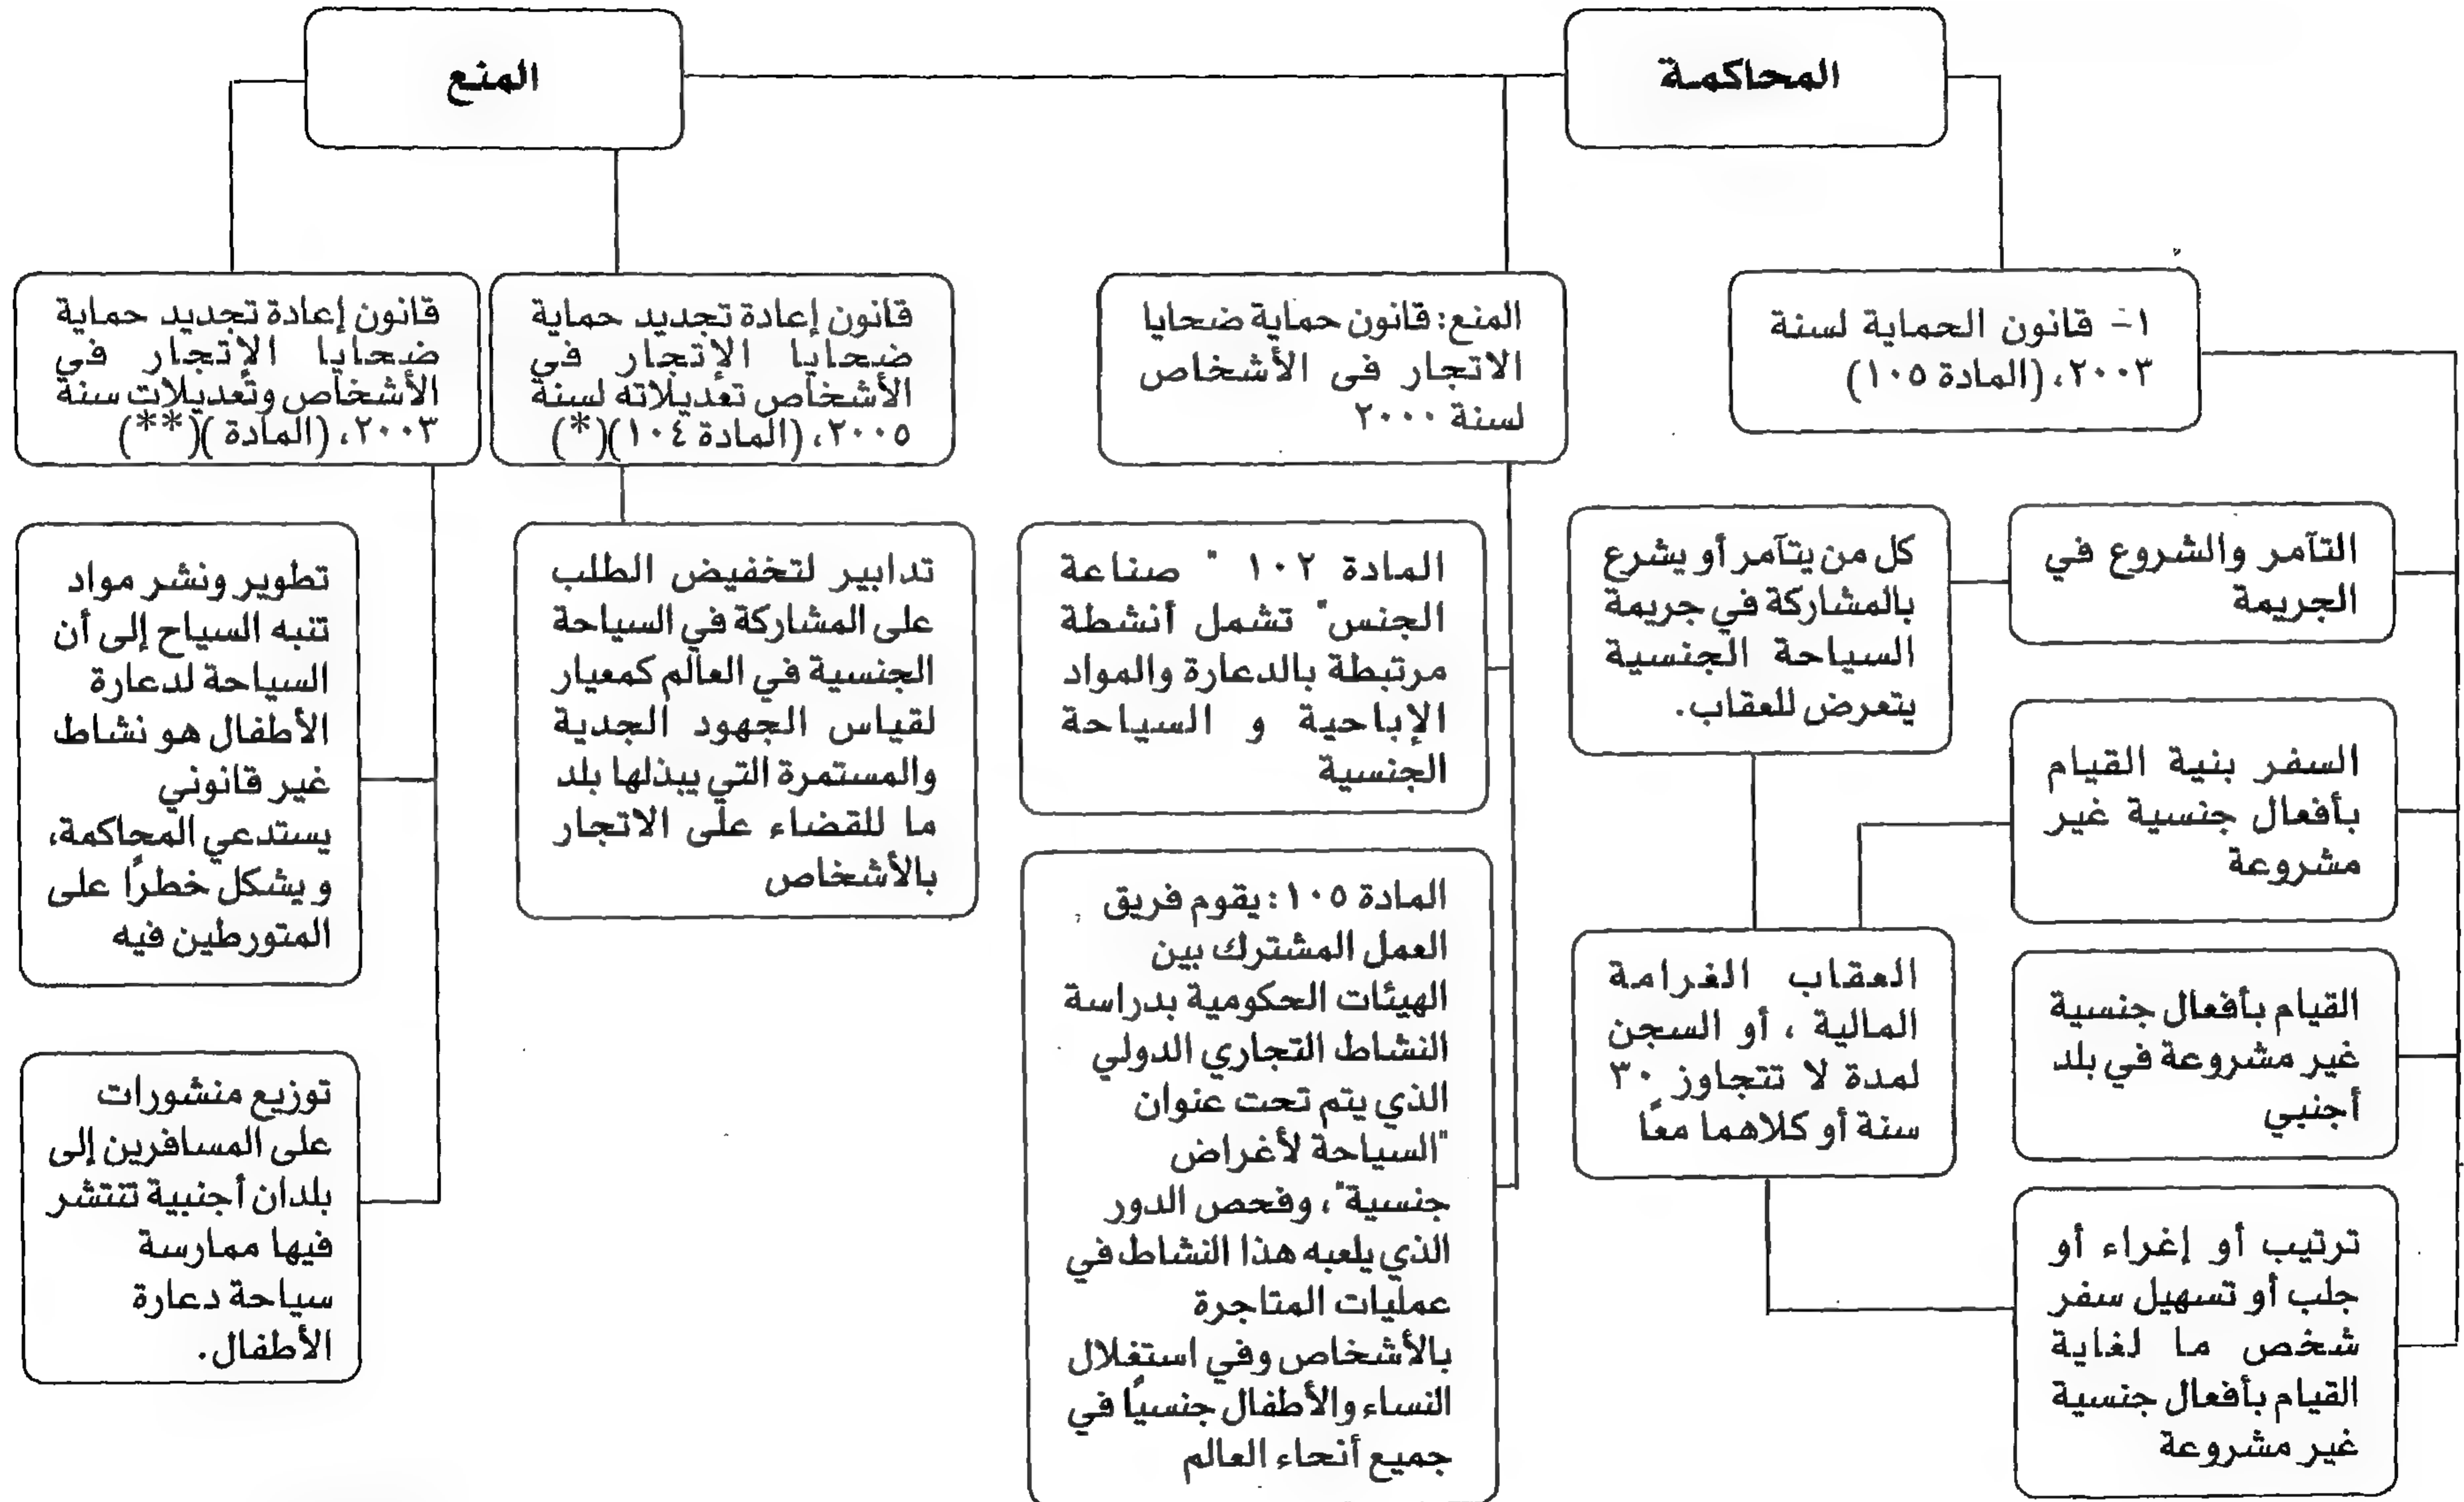 المحاكمة
المنع
١- قانون الحماية لسنة
٢٠٠٣، (المادة ١٠٥)
المنع: قانون حماية ضحايا
الاتجار فى الأشخاص
لسنة ٢٠٠٠
قانون إعادة تجديد حماية
ضحايا الإتجار في
الأشخاص تعديلاته لسنة
٢٠٠٥، (المادة ١٠٤)(*)
قانون إعادة تجديد حماية
ضحايا الإتجار في
الأشخاص وتعديلات سنة
٢٠٠٣، (المادة )(**)
التآمر والشروع في
الجريمة
كل من يتآمر أو يشرع
بالمشاركة في جريمة
السياحة الجنسية
يتعرض للعقاب.
السفر بنية القيام
بأفعال جنسية غير
مشروعة
العقاب الغرامة
المالية ، أو السجن
لمدة لا تتجاوز ٣٠
سنة أو كلاهما معًا
القيام بأفعال جنسية
غير مشروعة في بلد
أجنبي
ترتيب أو إغراء أو
جلب أو تسهيل سفر
شخص ما لغاية
القيام بأفعال جنسية
غير مشروعة
المادة ١٠٢ " صناعة
الجنس" تشمل أنشطة
مرتبطة بالدعارة والمواد
الإباحية و السياحة
الجنسية
المادة ١٠٥: يقوم فريق
العمل المشترك بين
الهيئات الحكومية بدراسة
النشاط التجاري الدولي
الذي يتم تحت عنوان
"السياحة لأغراض
جنسية"، وفحص الدور
الذي يلعبه هذا النشاط في
عمليات المتاجرة
بالأشخاص وفي استغلال
النساء والأطفال جنسيًا في
جميع أنحاء العالم
تدابير لتخفيض الطلب
على المشاركة في السياحة
الجنسية في العالم كمعيار
لقياس الجهود الجدية
والمستمرة التي يبذلها بلد
ما للقضاء على الاتجار
بالأشخاص
تطوير ونشر مواد
تنبه السياح إلى أن
السياحة لدعارة
الأطفال هو نشاط
غير قانوني
يستدعي المحاكمة،
و يشكل خطرًا على
المتورطين فيه
توزيع منشورات
على المسافرين إلى
بلدان أجنبية تنتشر
فيها ممارسة
سياحة دعارة
الأطفال.